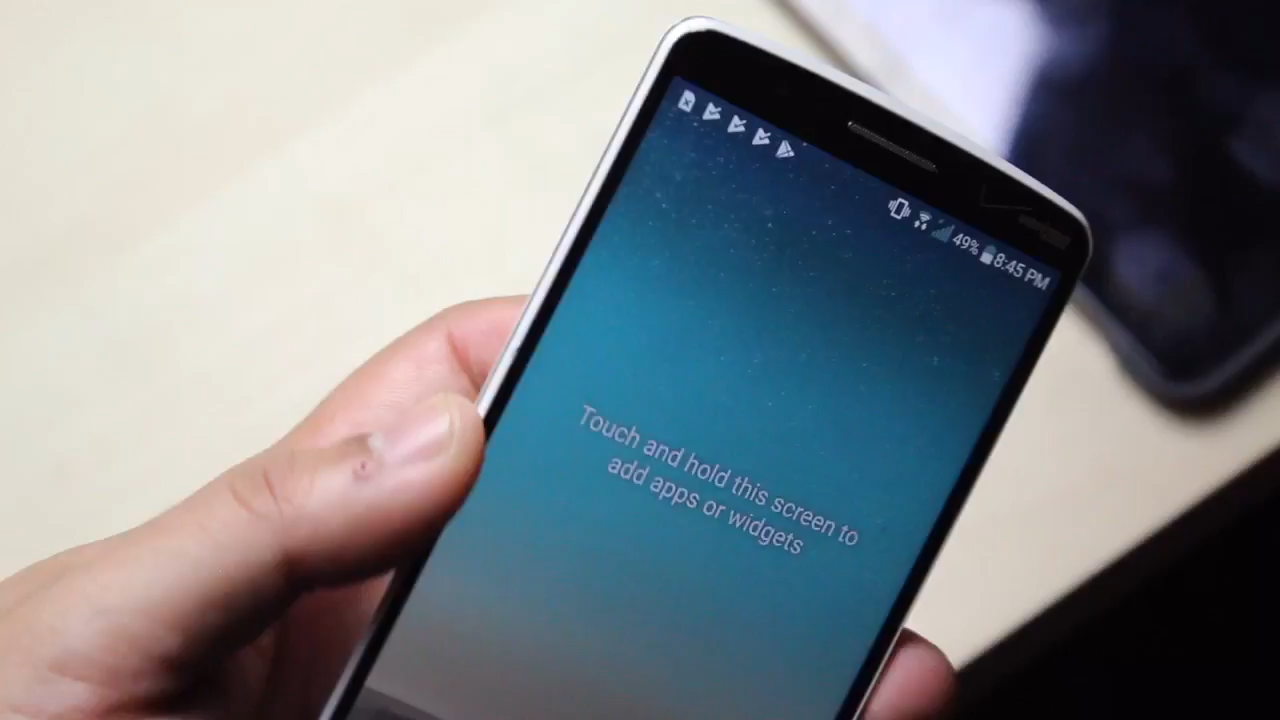 49% 8:45 PM
Touch and hold this screen to
add apps or widgets